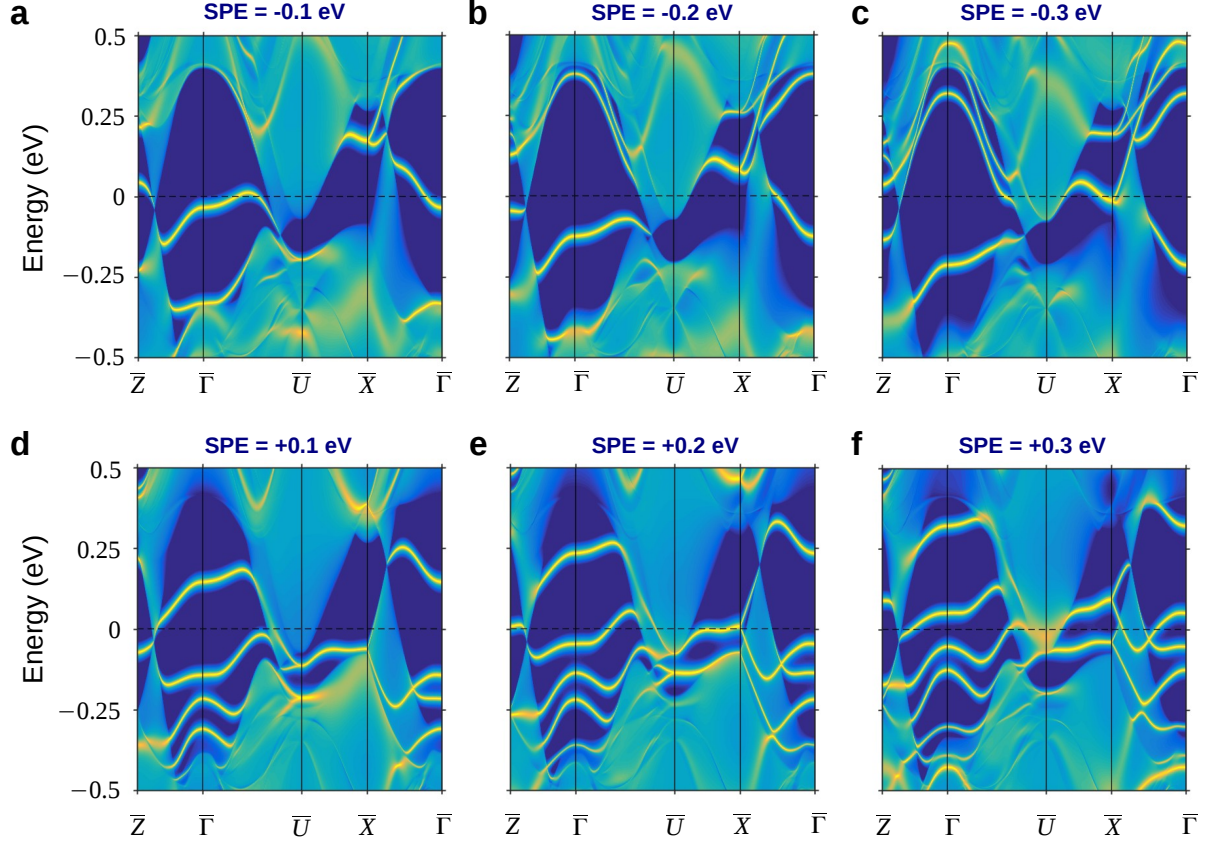 a SPE = -0.1 eV b SPE = -0.2 eV c SPE = -0.3 eV
0.5
0.25
0
−0.25
−0.5
Energy (eV)
Z̅ Γ̅ U̅ X̅ Γ̅ Z̅ Γ̅ U̅ X̅ Γ̅ Z̅ Γ̅ U̅ X̅ Γ̅
d SPE = +0.1 eV e SPE = +0.2 eV f SPE = +0.3 eV
0.5
0.25
0
−0.25
−0.5
Energy (eV)
Z̅ Γ̅ U̅ X̅ Γ̅ Z̅ Γ̅ U̅ X̅ Γ̅ Z̅ Γ̅ U̅ X̅ Γ̅